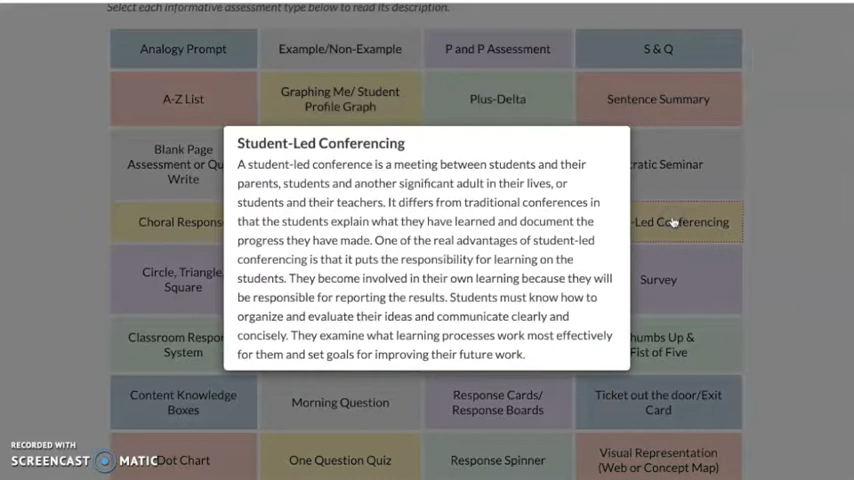 Select each informative assessment type below to read its description.
Analogy Prompt
Example/Non-Example
P and P Assessment
S & Q
A-Z List
Graphing Me/ Student
Profile Graph
Plus-Delta
Sentence Summary
Blank Page
Assessment or Qu
Write
ratic Seminar
Choral Respons
-Led Conferencing
Circle, Triangle,
Square
Survey
Classroom Respo
System
humbs Up &
Fist of Five
Content Knowledge
Boxes
Morning Question
Response Cards/
Response Boards
Ticket out the door/Exit
Card
Dot Chart
One Question Quiz
Response Spinner
Visual Representation
(Web or Concept Map)
Student-Led Conferencing
A student-led conference is a meeting between students and their
parents, students and another significant adult in their lives, or
students and their teachers. It differs from traditional conferences in
that the students explain what they have learned and document the
progress they have made. One of the real advantages of student-led
conferencing is that it puts the responsibility for learning on the
students. They become involved in their own learning because they will
be responsible for reporting the results. Students must know how to
organize and evaluate their ideas and communicate clearly and
concisely. They examine what learning processes work most effectively
for them and set goals for improving their future work.
RECORDED WITH
SCREENCAST MATIC